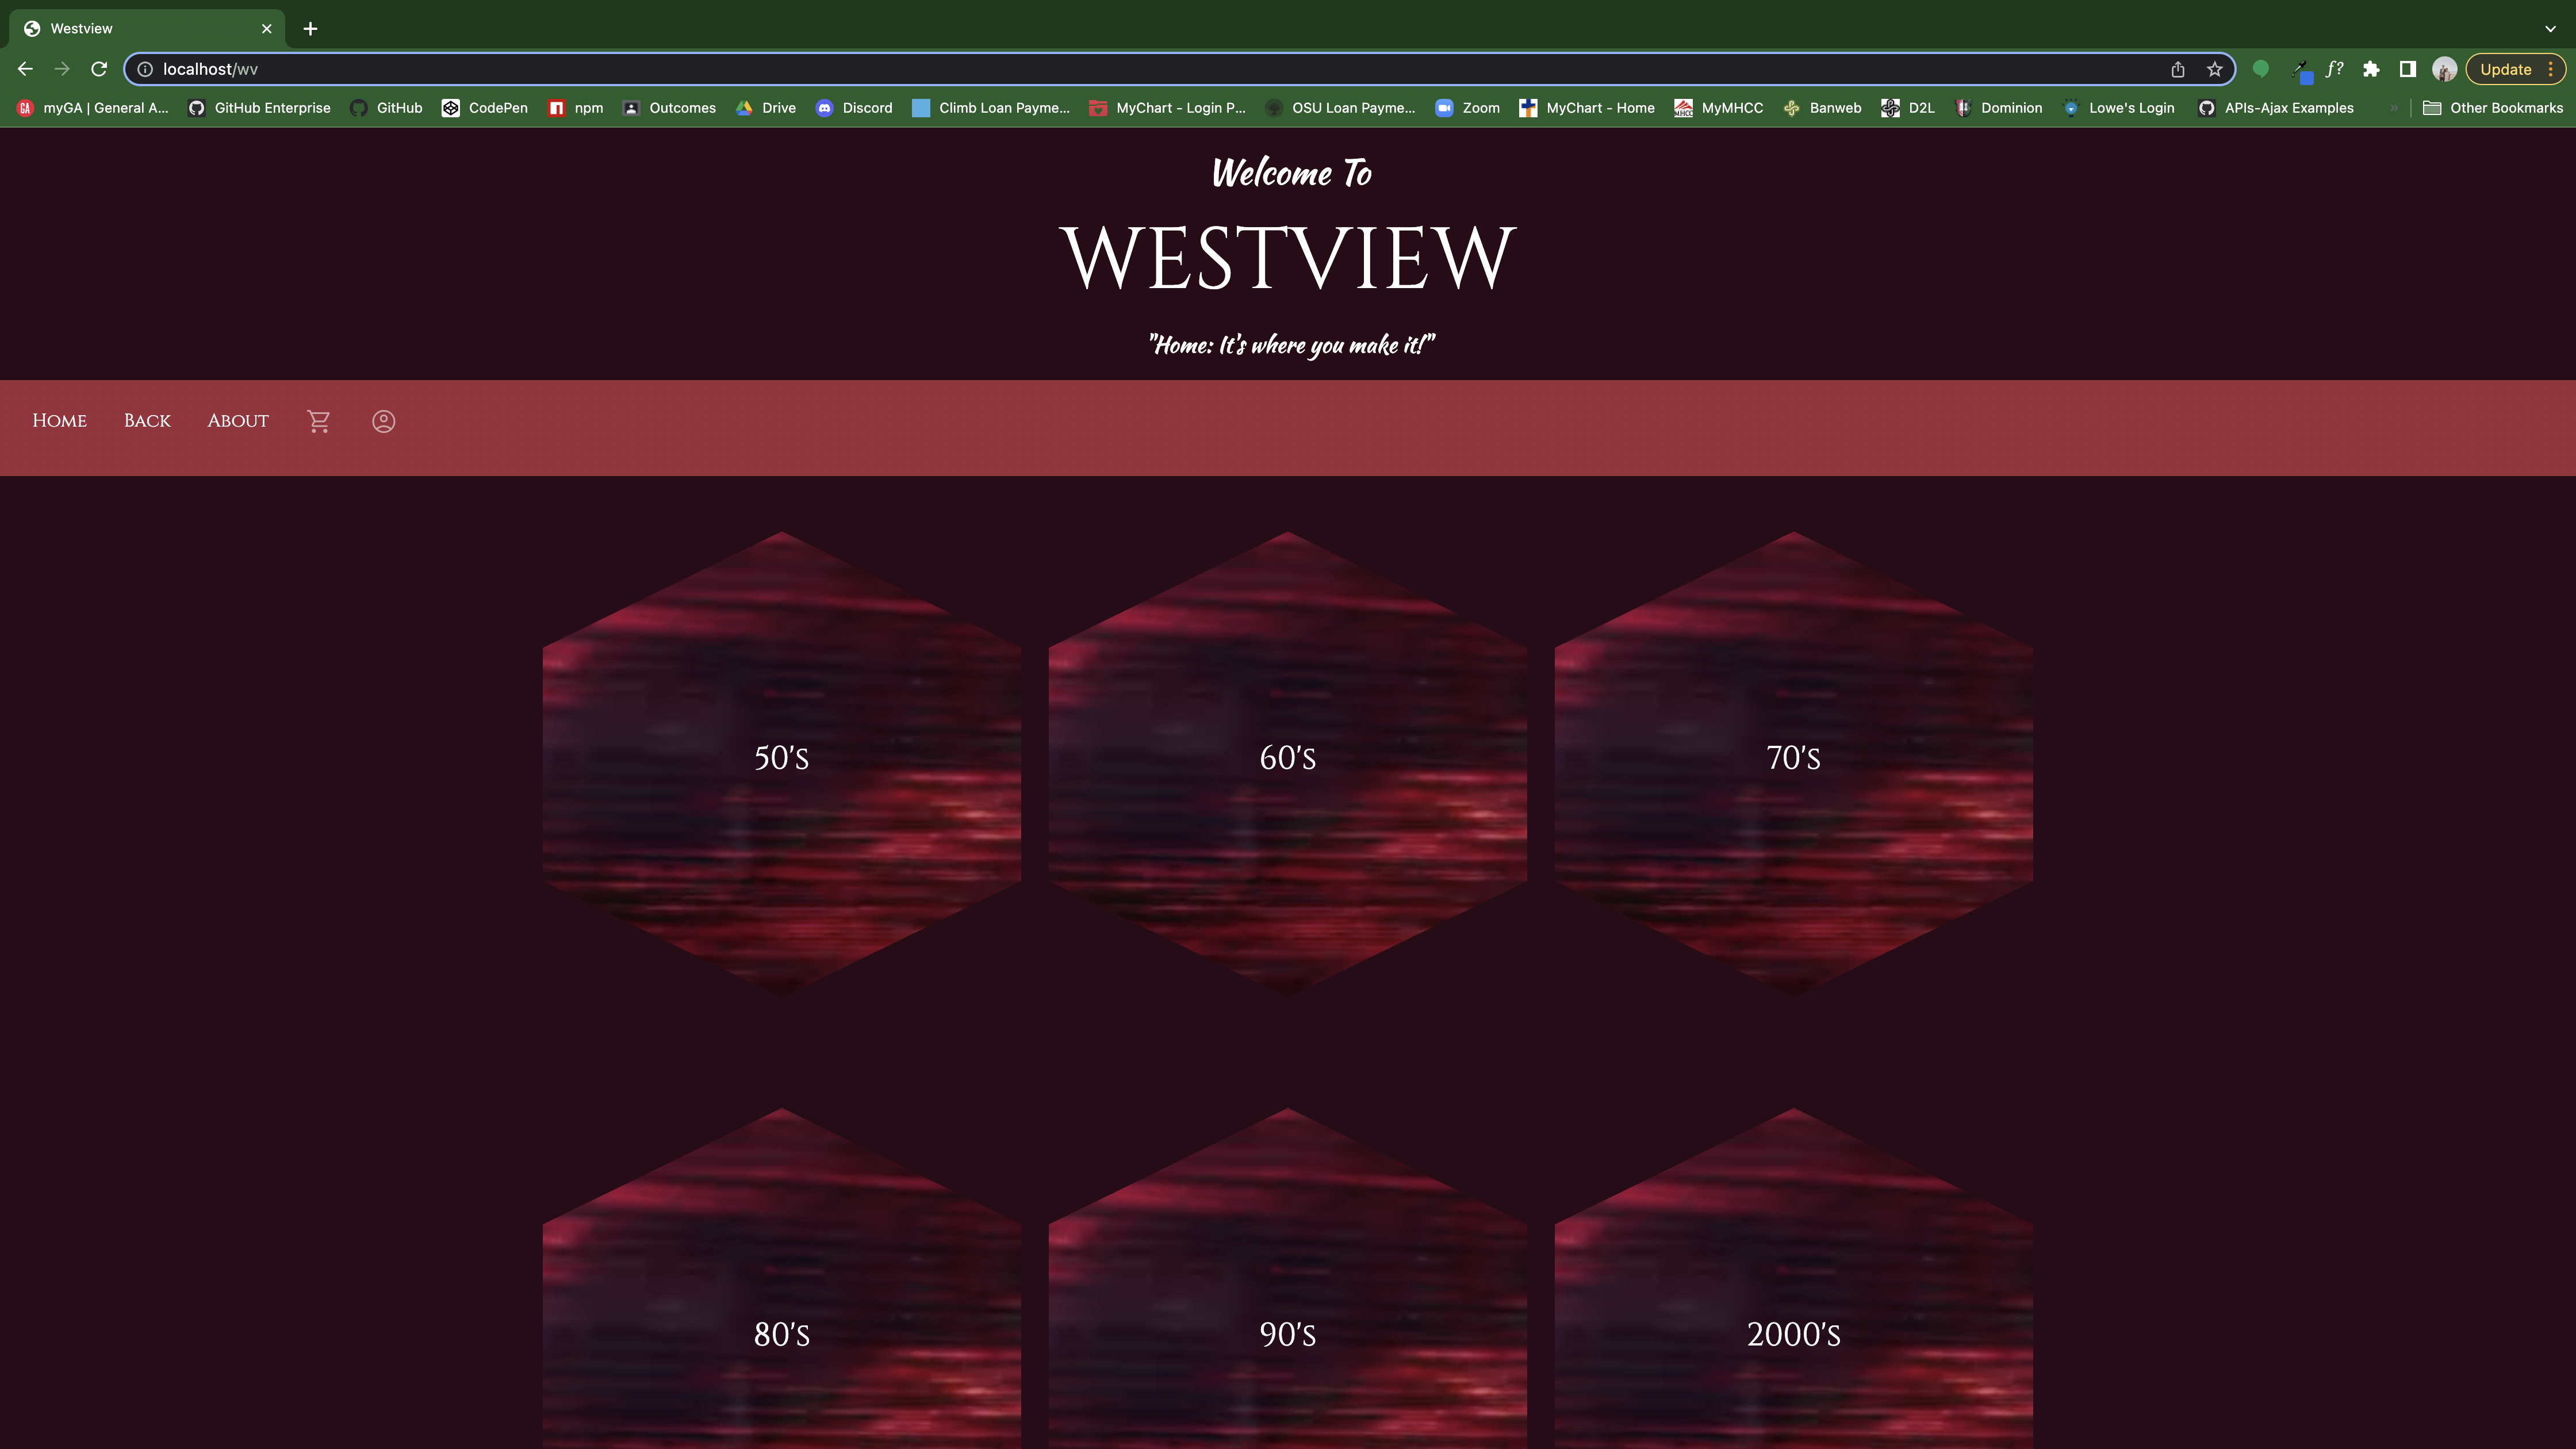 Westview
localhost/wv
Update
GA myGA | General A... GitHub Enterprise GitHub CodePen npm Outcomes Drive Discord Climb Loan Payme... MyChart - Login P... OSU Loan Payme... Zoom MyChart - Home MHCC MyMHCC Banweb D2L Dominion Lowe's Login APIs-Ajax Examples » Other Bookmarks
Welcome To
WESTVIEW
"Home: It's where you make it!"
Home Back About
50's 60's 70's
80's 90's 2000's